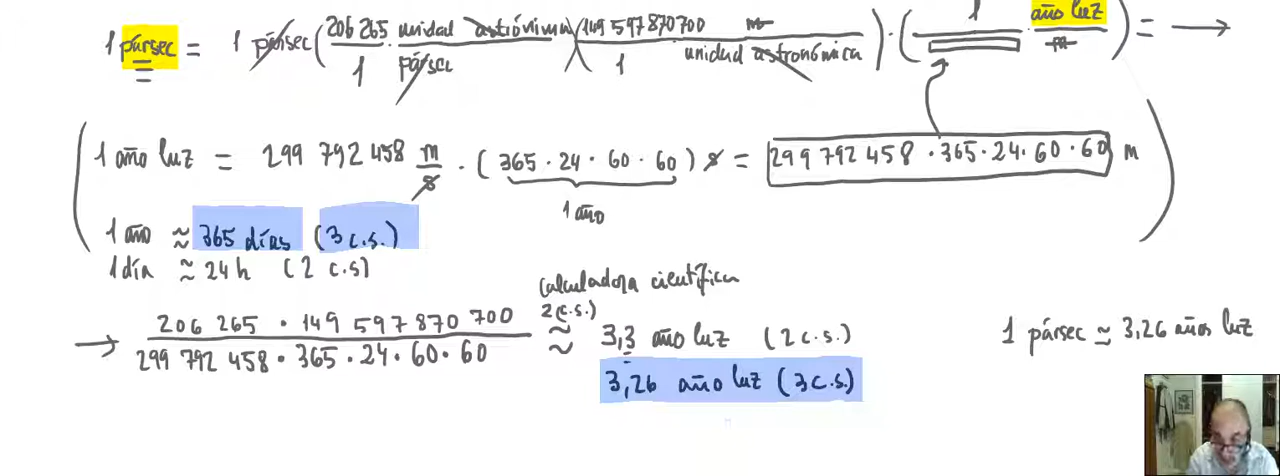 1 pársec = 1 pársec (206 265 unidad astronómica / 1 pársec)(149 597 870 700 m / 1 unidad astronómica) · (1 / ▭ · año luz / m) = →
1 año luz = 299 792 458 m/s · (365 · 24 · 60 · 60) s = 299 792 458 · 365 · 24 · 60 · 60 m
1 año
1 año ≈ 365 días (3 c.s.)
1 día ≈ 24 h (2 c.s)
calculadora científica
2 c.s.)
→ 206 265 · 149 597 870 700 / 299 792 458 · 365 · 24 · 60 · 60 ≈ 3,3 año luz (2 c.s.)
3,26 año luz (3 c.s.)
1 pársec ≃ 3,26 años luz